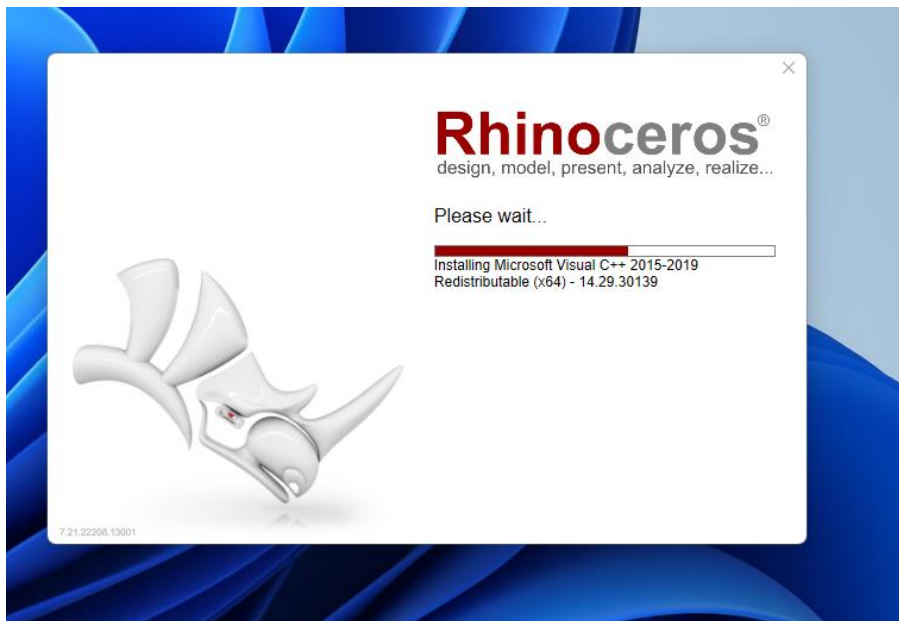 Rhinoceros®
design, model, present, analyze, realize...
Please wait...
Installing Microsoft Visual C++ 2015-2019
Redistributable (x64) - 14.29.30139
7.21.22208.13001